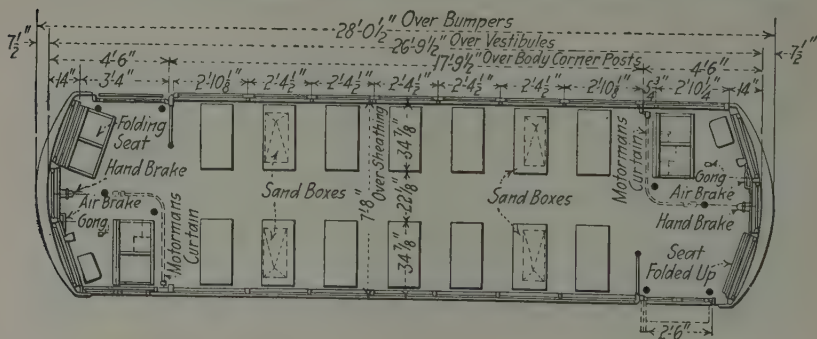 28'-0½" Over Bumpers
7½"
26'-9½" Over Vestibules
7½"
4'-6"
17'9½" Over Body Corner Posts
4'-6"
14"
3'-4"
2'-10⅛"
2'-4½"
2'-4½"
2'-4½"
2'-4½"
2'-4½"
2'-10⅛"
5¾"
2'-10¼"
14"
Folding
Seat
Hand Brake
Air Brake
Gong
Motormans
Curtain
Sand Boxes
7'-8" Over Sheathing
34⅞"
22⅛"
34⅞"
Sand Boxes
Motormans
Curtain
Gong
Air Brake
Hand Brake
Seat
Folded Up
2'-6"